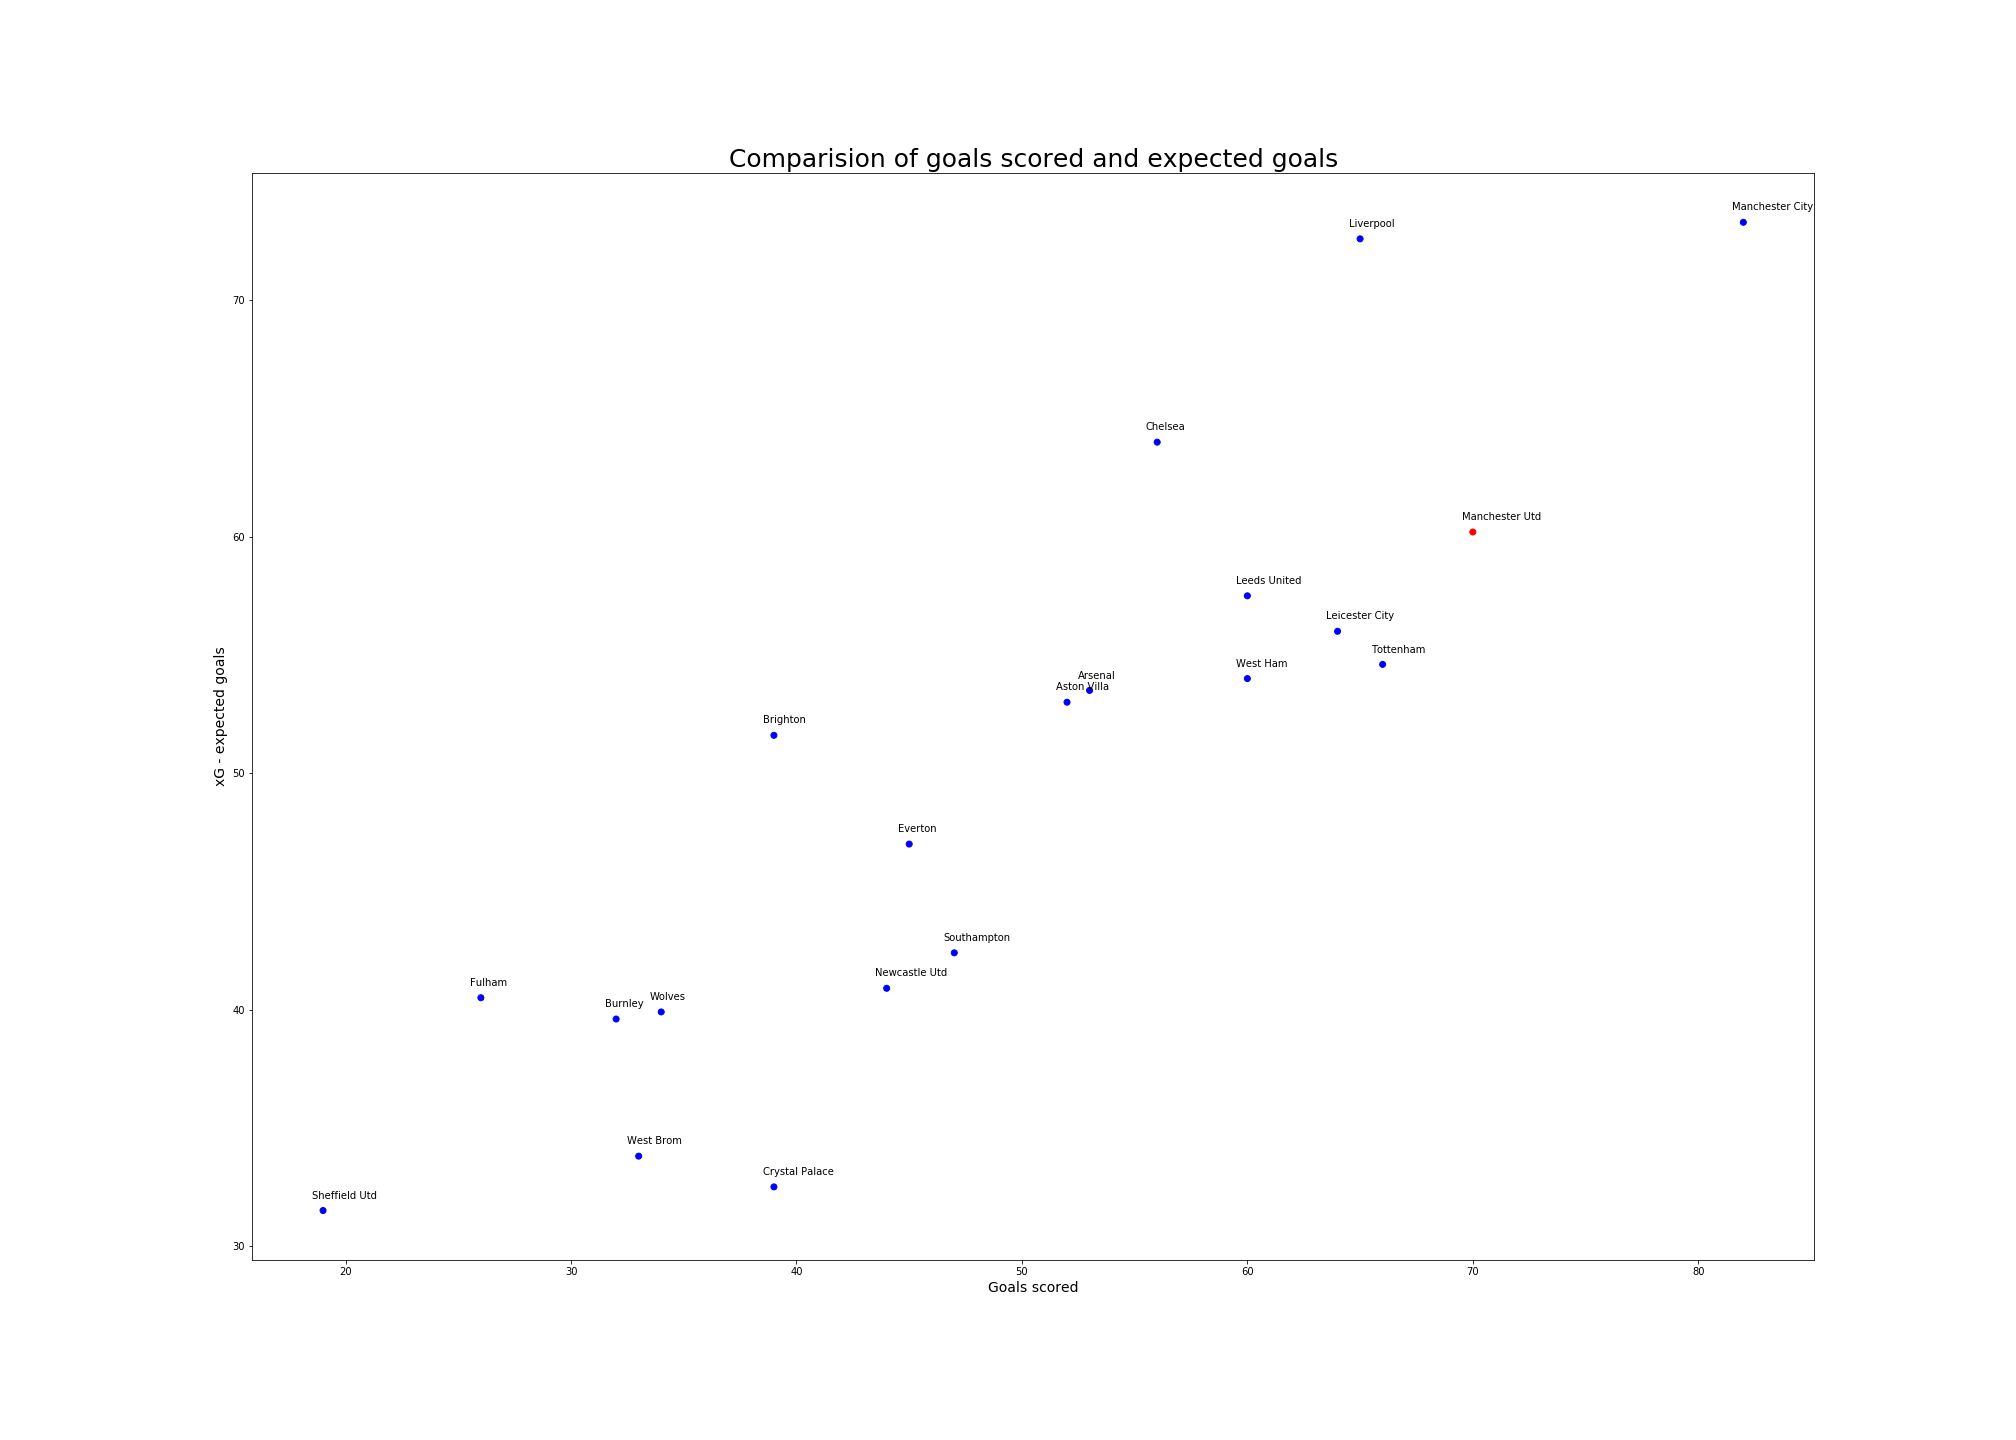 Comparision of goals scored and expected goals
Manchester City
Liverpool
70
Chelsea
Manchester Utd
60
Leeds United
Leicester City
Tottenham
West Ham
Arsenal
Aston Villa
Brighton
xG - expected goals
50
Everton
Southampton
Newcastle Utd
Fulham
Wolves
Burnley
40
West Brom
Crystal Palace
Sheffield Utd
30
20 30 40 50 60 70 80
Goals scored